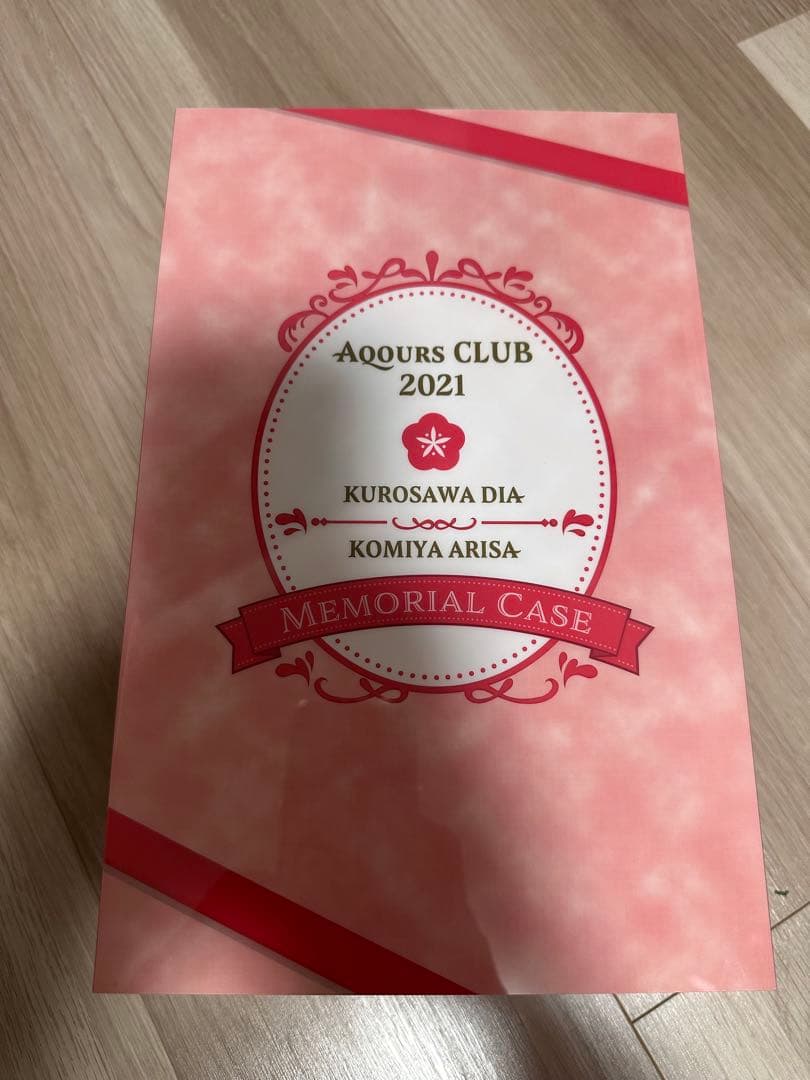 AQOURS CLUB
2021
KUROSAWA DIA
KOMIYA ARISA
MEMORIAL CASE